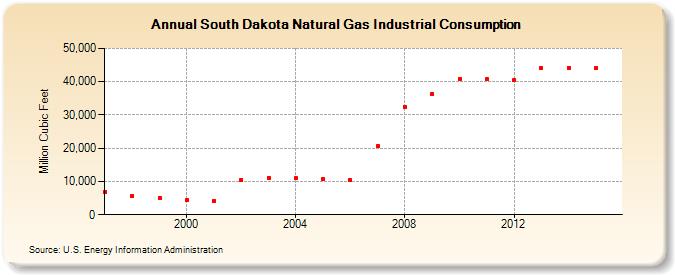 Annual South Dakota Natural Gas Industrial Consumption
Million Cubic Feet
50,000
40,000
30,000
20,000
10,000
0
2000 2004 2008 2012
Source: U.S. Energy Information Administration